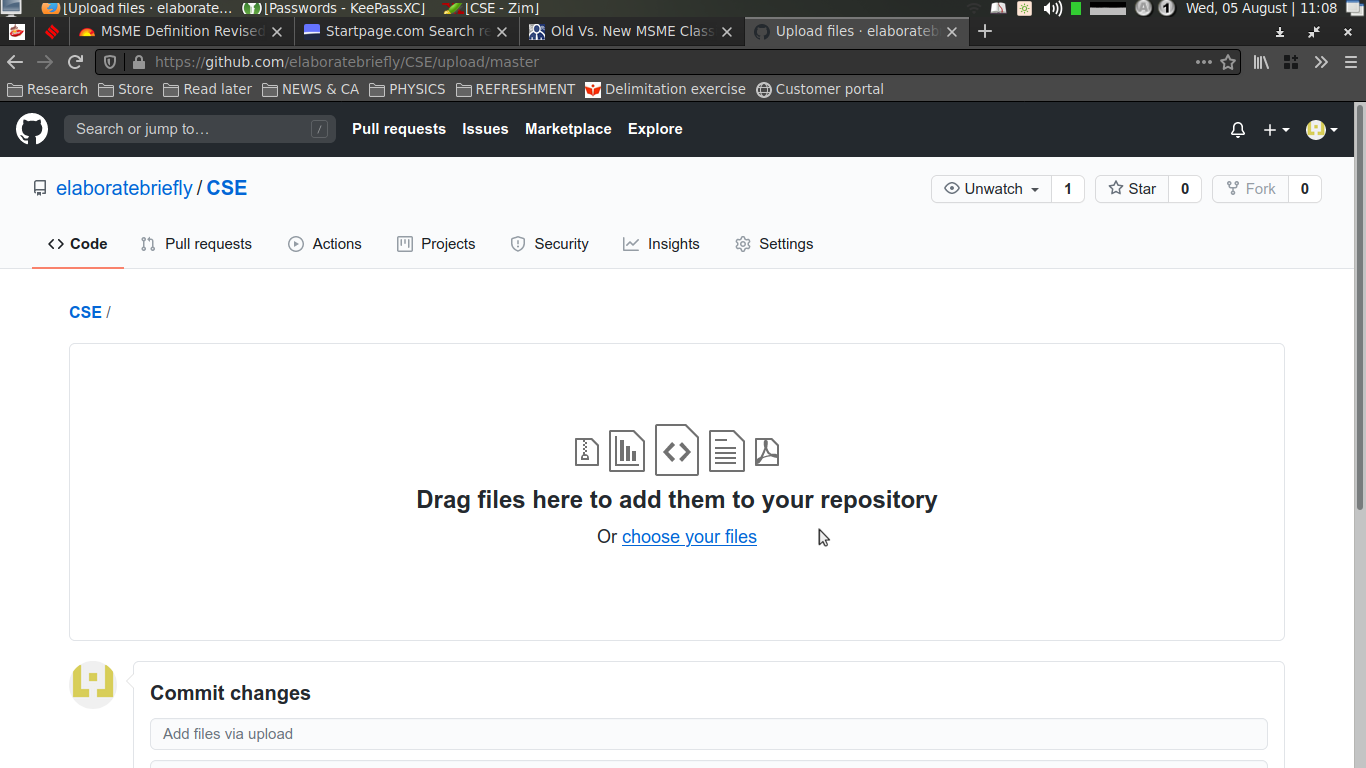 [Upload files · elaborate... [Passwords - KeePassXC] [CSE - Zim] A 1 Wed, 05 August | 11:08
MSME Definition Revised Startpage.com Search re Old Vs. New MSME Class Upload files · elaborateb
https://github.com/elaboratebriefly/CSE/upload/master
Research Store Read later NEWS & CA PHYSICS REFRESHMENT Delimitation exercise Customer portal
Search or jump to… / Pull requests Issues Marketplace Explore
elaboratebriefly / CSE Unwatch 1 Star 0 Fork 0
Code Pull requests Actions Projects Security Insights Settings
CSE /
Drag files here to add them to your repository
Or choose your files
Commit changes
Add files via upload